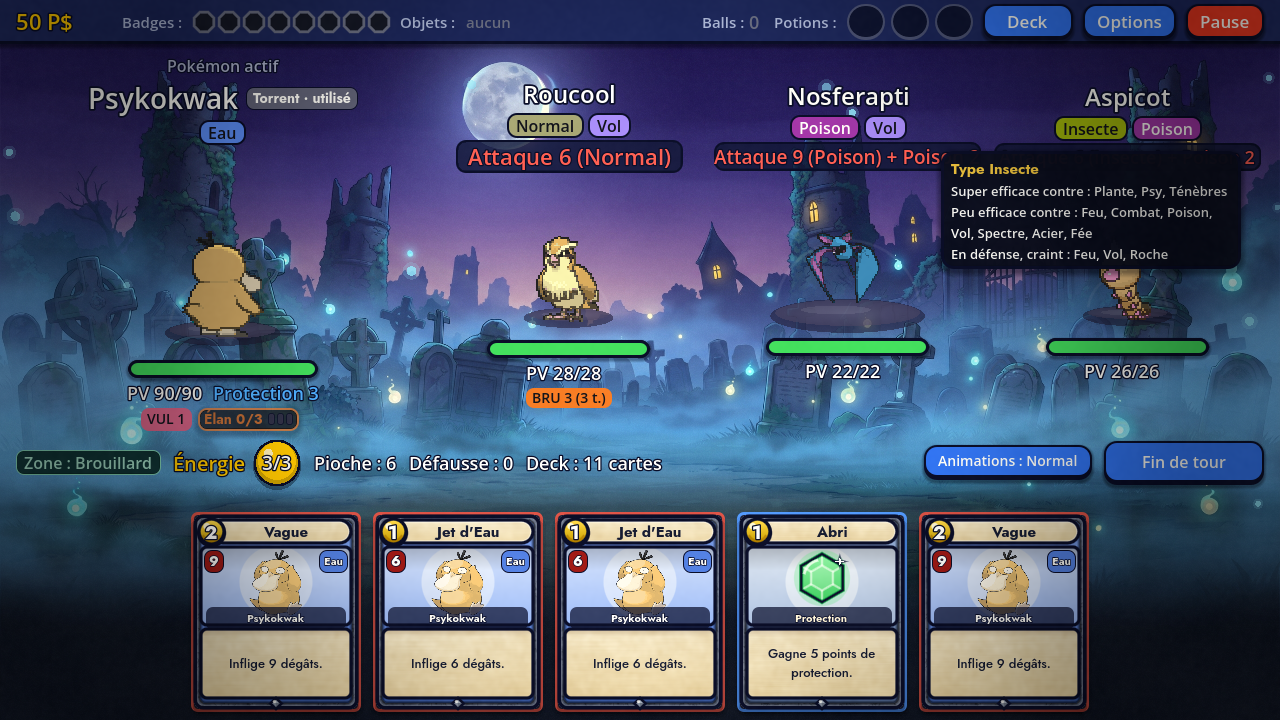 50 P$ Badges : Objets : aucun Balls : 0 Potions : Deck Options Pause
Pokémon actif
Psykokwak Torrent · utilisé
Eau
Roucool
Normal Vol
Attaque 6 (Normal)
Nosferapti
Poison Vol
Attaque 9 (Poison) +
Aspicot
Insecte Poison
2
Type Insecte
Super efficace contre : Plante, Psy, Ténèbres
Peu efficace contre : Feu, Combat, Poison,
Vol, Spectre, Acier, Fée
En défense, craint : Feu, Vol, Roche
PV 90/90 Protection 3
VUL 1 Élan 0/3
PV 28/28
BRU 3 (3 t.)
PV 22/22
PV 26/26
Zone : Brouillard Énergie 3/3 Pioche : 6 Défausse : 0 Deck : 11 cartes Animations : Normal Fin de tour
2 Vague
9 Eau
Psykokwak
Inflige 9 dégâts.
1 Jet d'Eau
6 Eau
Psykokwak
Inflige 6 dégâts.
1 Jet d'Eau
6 Eau
Psykokwak
Inflige 6 dégâts.
1 Abri
Protection
Gagne 5 points de
protection.
2 Vague
9 Eau
Psykokwak
Inflige 9 dégâts.